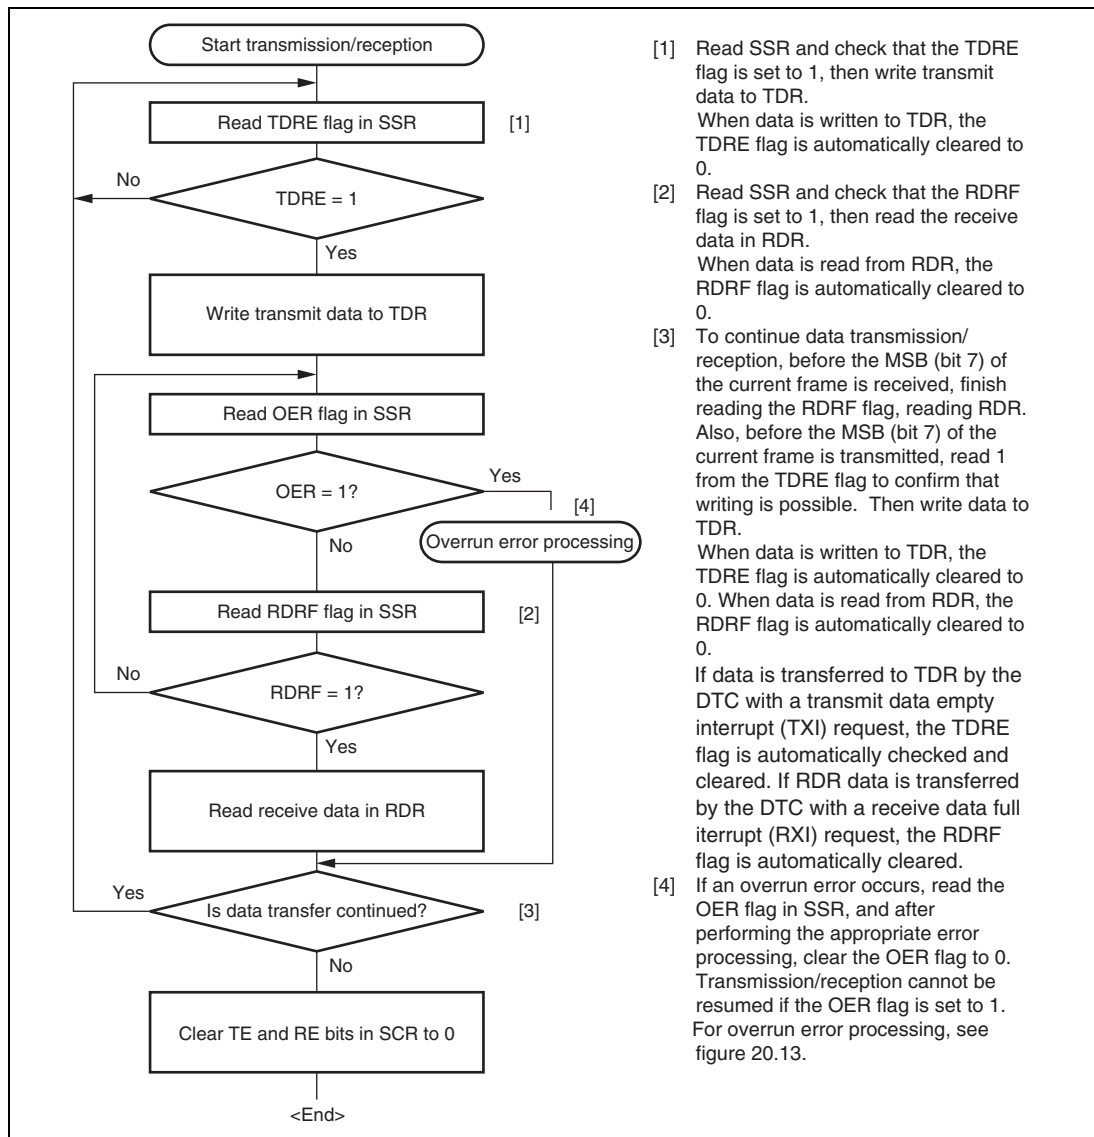 Start transmission/reception
Read TDRE flag in SSR
[1]
No
TDRE = 1
Yes
Write transmit data to TDR
Read OER flag in SSR
OER = 1?
Yes
[4]
No
Overrun error processing
Read RDRF flag in SSR
[2]
No
RDRF = 1?
Yes
Read receive data in RDR
Yes
Is data transfer continued?
[3]
No
Clear TE and RE bits in SCR to 0
<End>
[1] Read SSR and check that the TDRE
flag is set to 1, then write transmit
data to TDR.
When data is written to TDR, the
TDRE flag is automatically cleared to
0.
[2] Read SSR and check that the RDRF
flag is set to 1, then read the receive
data in RDR.
When data is read from RDR, the
RDRF flag is automatically cleared to
0.
[3] To continue data transmission/
reception, before the MSB (bit 7) of
the current frame is received, finish
reading the RDRF flag, reading RDR.
Also, before the MSB (bit 7) of the
current frame is transmitted, read 1
from the TDRE flag to confirm that
writing is possible. Then write data to
TDR.
When data is written to TDR, the
TDRE flag is automatically cleared to
0. When data is read from RDR, the
RDRF flag is automatically cleared to
0.
If data is transferred to TDR by the
DTC with a transmit data empty
interrupt (TXI) request, the TDRE
flag is automatically checked and
cleared. If RDR data is transferred
by the DTC with a receive data full
iterrupt (RXI) request, the RDRF
flag is automatically cleared.
[4] If an overrun error occurs, read the
OER flag in SSR, and after
performing the appropriate error
processing, clear the OER flag to 0.
Transmission/reception cannot be
resumed if the OER flag is set to 1.
For overrun error processing, see
figure 20.13.